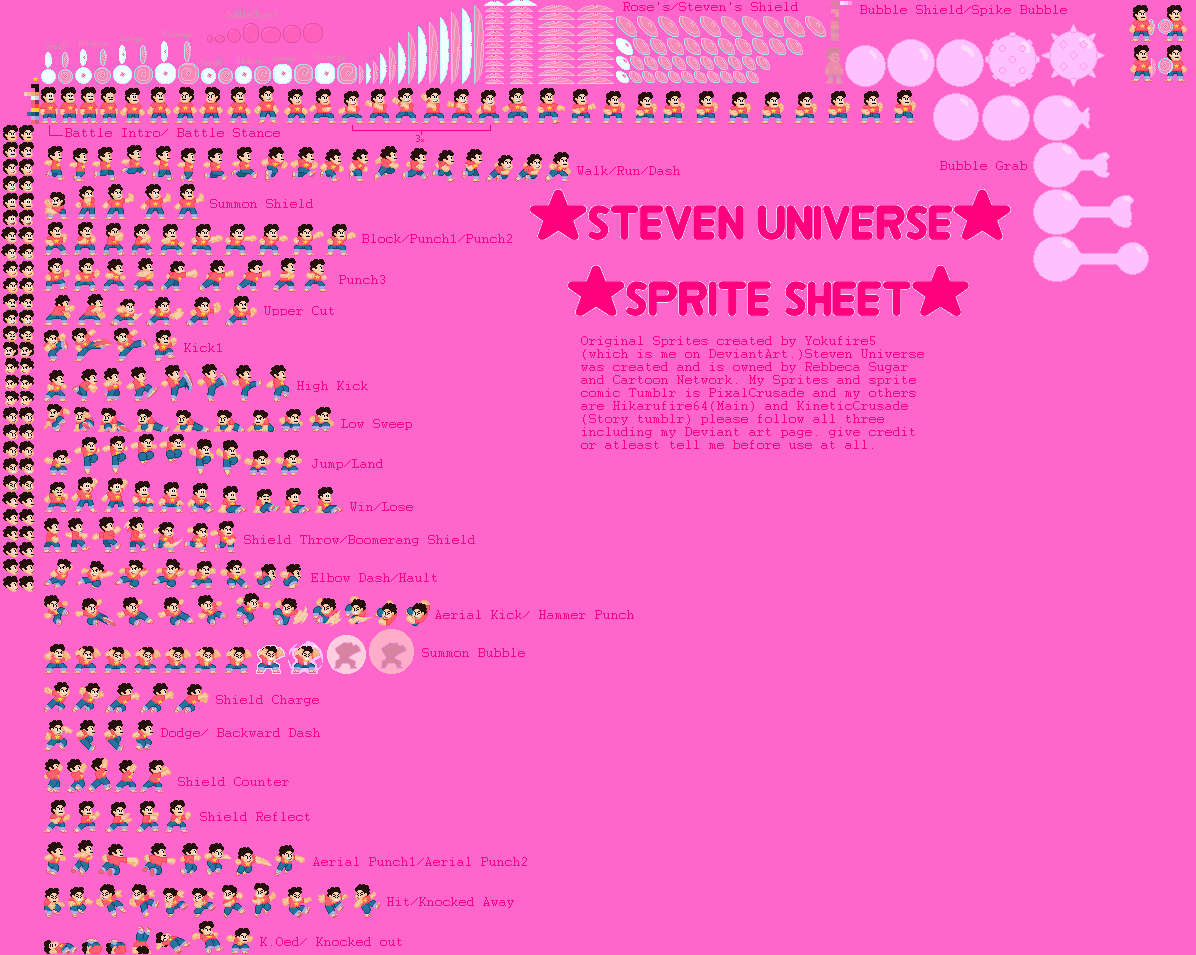 Rose's/Steven's Shield
Bubble Shield/Spike Bubble
Battle Intro/ Battle Stance
3x
Bubble Grab
Walk/Run/Dash
Summon Shield
★STEVEN UNIVERSE★
Block/Punch1/Punch2
Punch3
★SPRITE SHEET★
Upper Cut
Original Sprites created by Yokufire5
(which is me on DeviantArt.)Steven Universe
was created and is owned by Rebbeca Sugar
and Cartoon Network. My Sprites and sprite
comic Tumblr is PixalCrusade and my others
are Hikarufire64(Main) and KineticCrusade
(Story tumblr) please follow all three
including my Deviant art page. give credit
or atleast tell me before use at all.
Kick1
High Kick
Low Sweep
Jump/Land
Win/Lose
Shield Throw/Boomerang Shield
Elbow Dash/Hault
Aerial Kick/ Hammer Punch
Summon Bubble
Shield Charge
Dodge/ Backward Dash
Shield Counter
Shield Reflect
Aerial Punch1/Aerial Punch2
Hit/Knocked Away
K.Oed/ Knocked out